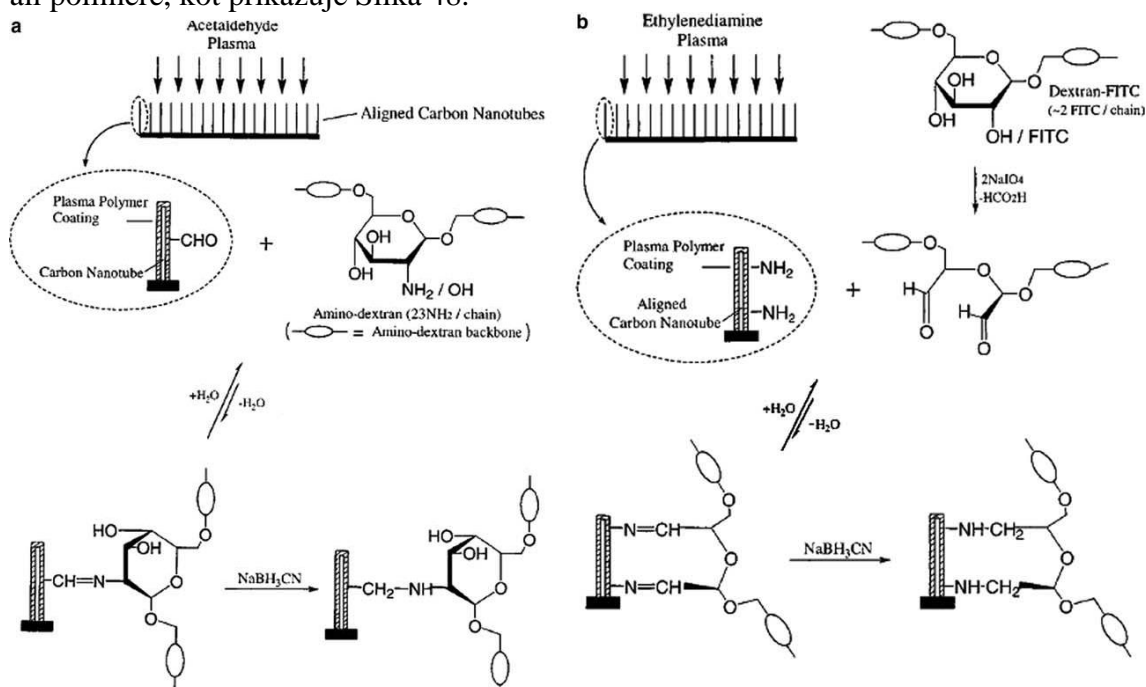 ali polimere, kot prikazuje Slika 48.
a
Acetaldehyde
Plasma
Aligned Carbon Nanotubes
Plasma Polymer
Coating
CHO
Carbon Nanotube
+
O
O
O
HO
OH
NH2 / OH
Amino-dextran (23NH2 / chain)
( = Amino-dextran backbone )
+H2O
-H2O
HO
OH
O
O
O
CH=N
NaBH3CN
CH2-NH
HO
OH
O
O
O
b
Ethylenediamine
Plasma
O
O
O
OH
HO
OH / FITC
Dextran-FITC
(~2 FITC / chain)
2NaIO4
-HCO2H
Plasma Polymer
Coating
NH2
Aligned
Carbon Nanotube
NH2
+
O
O
O
H
H
O
O
+H2O
-H2O
N=CH
O
O
N=CH
O
NaBH3CN
NH-CH2
O
O
NH-CH2
O